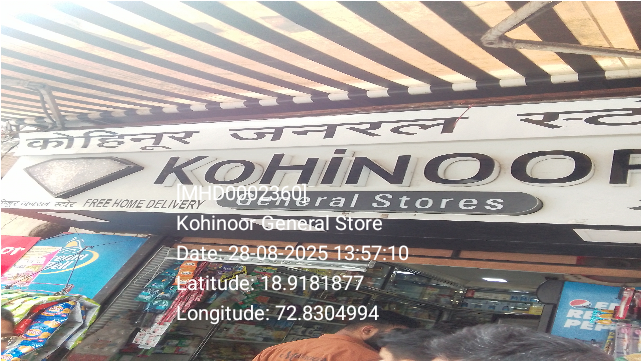 कोहिनूर जनरल स्ट
KOHiNOOR
General Stores
FREE HOME DELIVERY
[MHD0002360]
Kohinoor General Store
Date: 28-08-2025 13:57:10
Latitude: 18.9181877
Longitude: 72.8304994